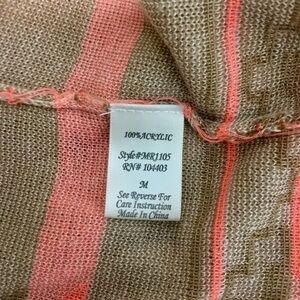 100% ACRYLIC
Style#MR1105
RN# 104403
M
See Reverse For
Care Instruction
Made In China